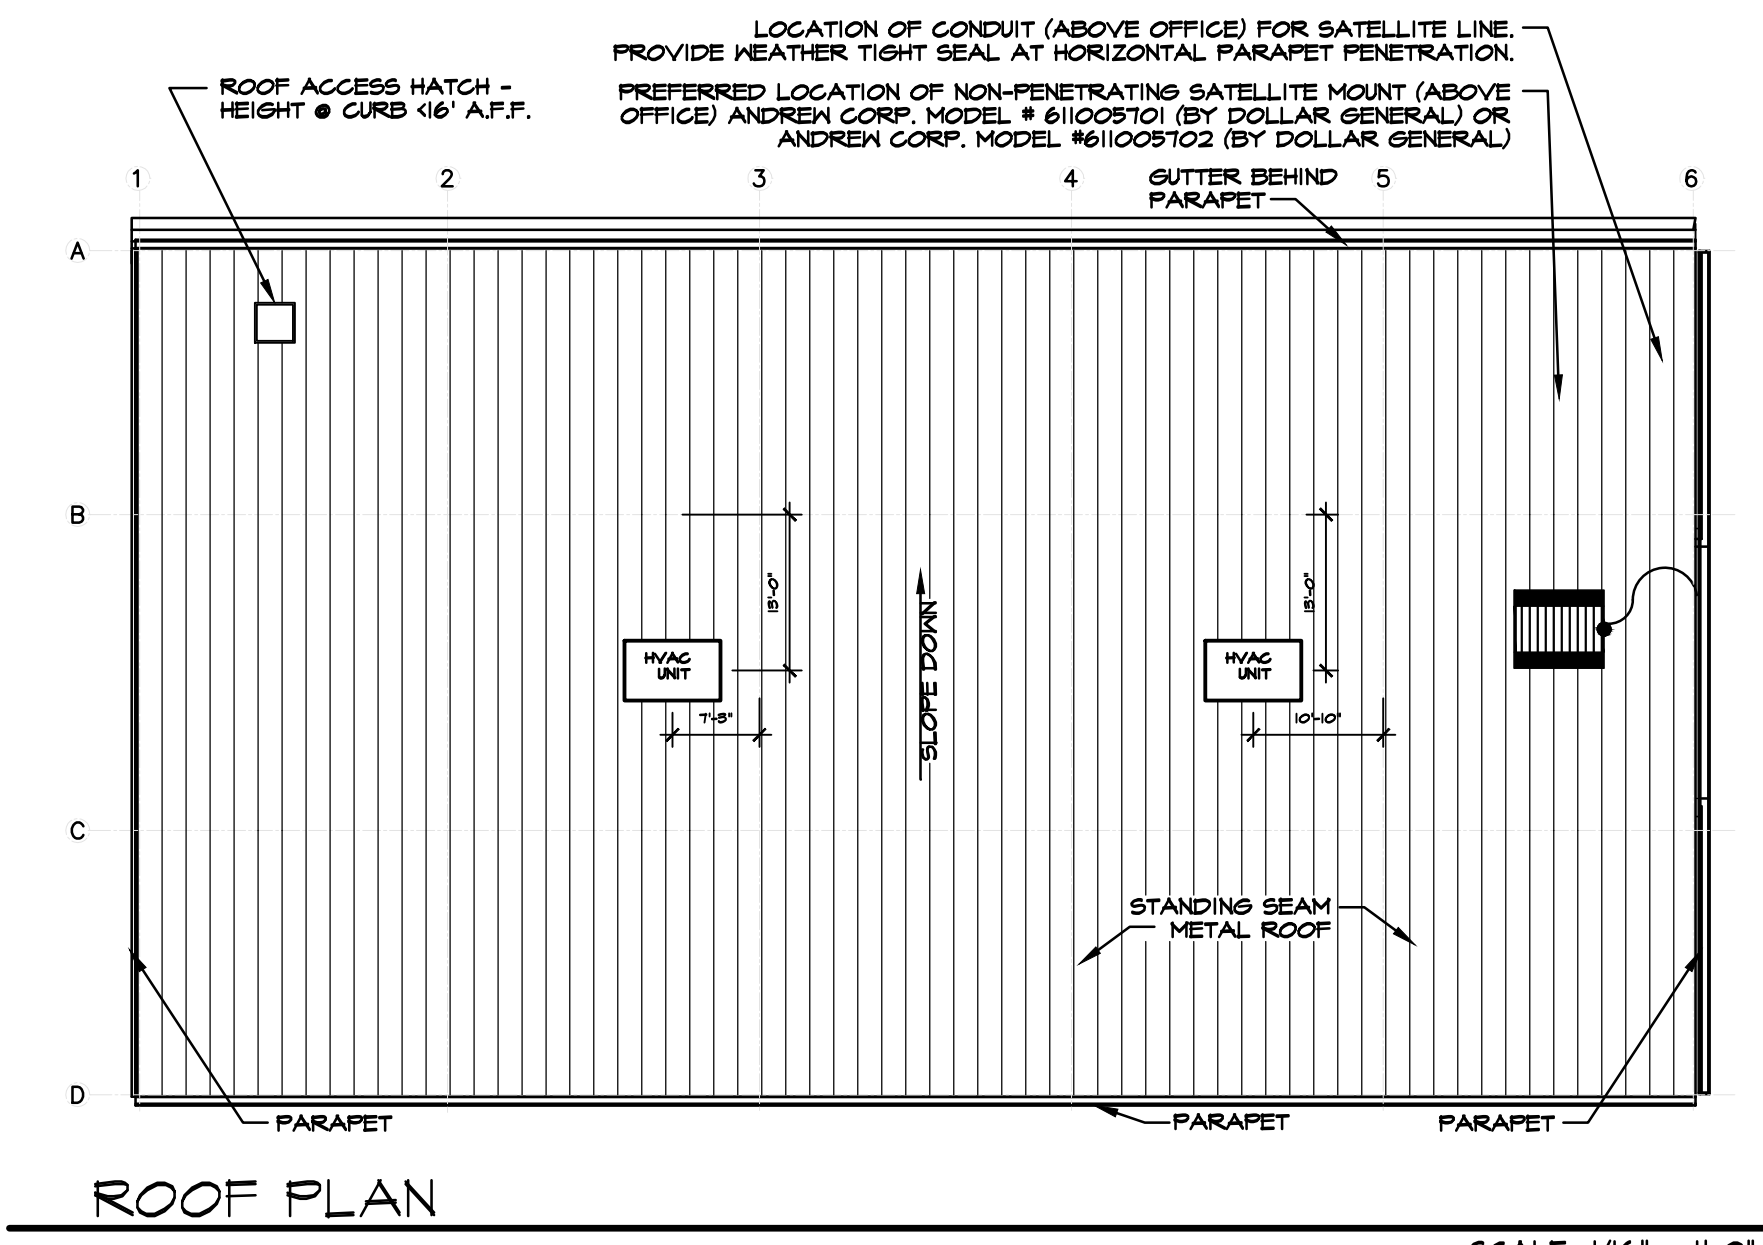 LOCATION OF CONDUIT (ABOVE OFFICE) FOR SATELLITE LINE.
PROVIDE WEATHER TIGHT SEAL AT HORIZONTAL PARAPET PENETRATION.
ROOF ACCESS HATCH -
HEIGHT @ CURB <16' A.F.F.
PREFERRED LOCATION OF NON-PENETRATING SATELLITE MOUNT (ABOVE
OFFICE) ANDREW CORP. MODEL # 611005701 (BY DOLLAR GENERAL) OR
ANDREW CORP. MODEL #611005702 (BY DOLLAR GENERAL)
GUTTER BEHIND
PARAPET
1 2 3 4 5 6
A
B
C
D
13'-0"
13'-0"
HVAC
UNIT
HVAC
UNIT
7'-3"
10'-10"
SLOPE DOWN
STANDING SEAM
METAL ROOF
PARAPET
PARAPET
PARAPET
ROOF PLAN